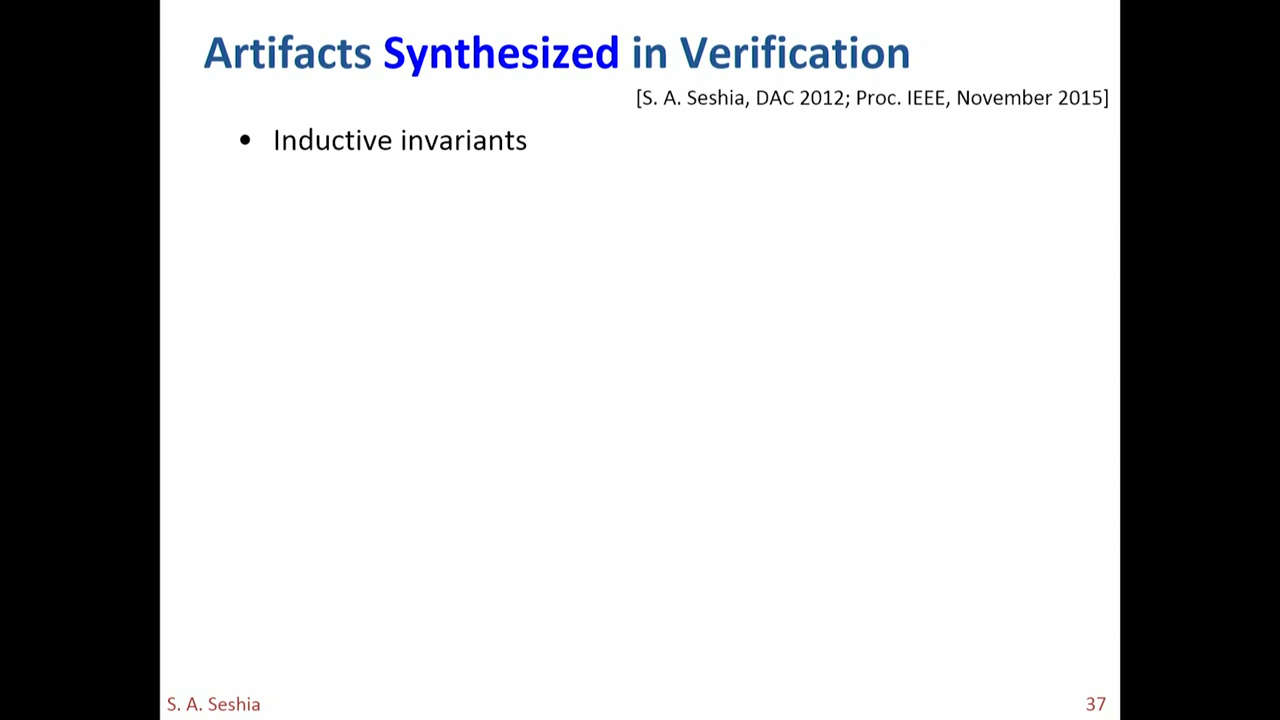 Artifacts Synthesized in Verification
[S. A. Seshia, DAC 2012; Proc. IEEE, November 2015]
• Inductive invariants
S. A. Seshia
37